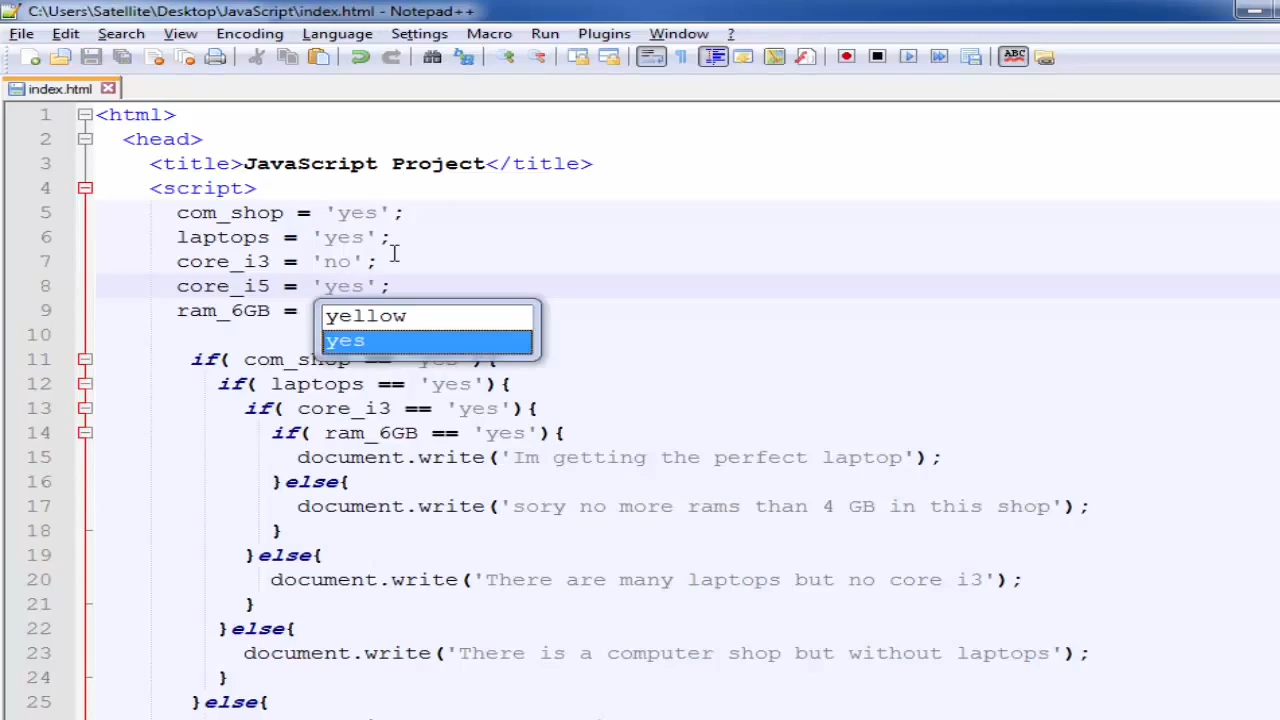 C:\Users\Satellite\Desktop\JavaScript\index.html - Notepad++
File Edit Search View Encoding Language Settings Macro Run Plugins Window ?
ABC
index.html
1 <html>
2 <head>
3 <title>JavaScript Project</title>
4 <script>
5 com_shop = 'yes';
6 laptops = 'yes';
7 core_i3 = 'no';
8 core_i5 = 'yes';
9 ram_6GB =
yellow
yes
10
11 if( com_shop == 'yes' ){
12 if( laptops == 'yes'){
13 if( core_i3 == 'yes'){
14 if( ram_6GB == 'yes'){
15 document.write('Im getting the perfect laptop');
16 }else{
17 document.write('sory no more rams than 4 GB in this shop');
18 }
19 }else{
20 document.write('There are many laptops but no core i3');
21 }
22 }else{
23 document.write('There is a computer shop but without laptops');
24 }
25 }else{